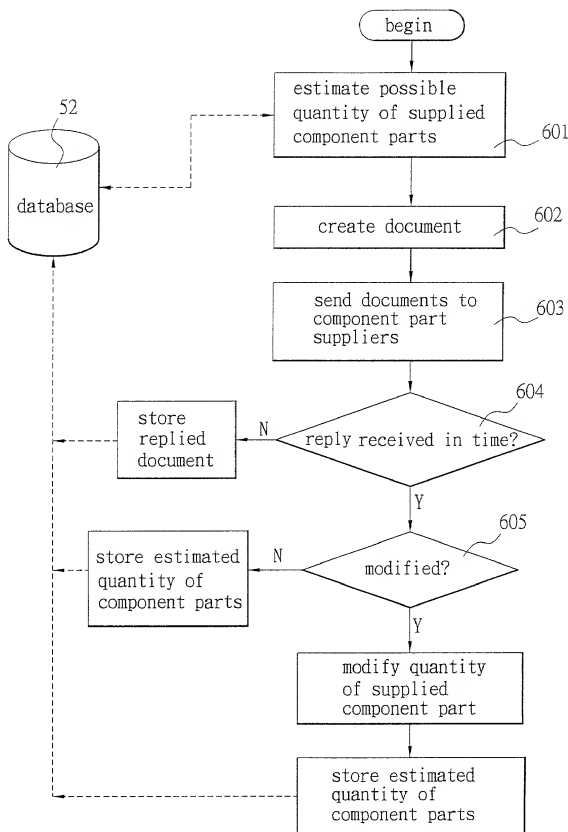 begin
estimate possible
quantity of supplied
component parts
601
52
database
create document
602
send documents to
component part
suppliers
603
604
reply received in time?
N
store
replied
document
Y
605
modified?
N
store estimated
quantity of
component parts
Y
modify quantity
of supplied
component part
store estimated
quantity of
component parts